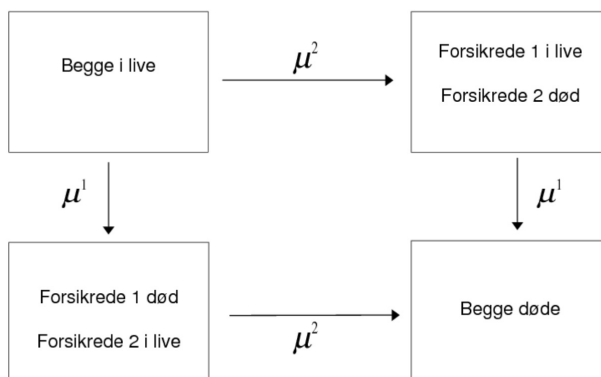 Begge i live
μ²
Forsikrede 1 i live
Forsikrede 2 død
μ¹
μ¹
Forsikrede 1 død
Forsikrede 2 i live
μ²
Begge døde